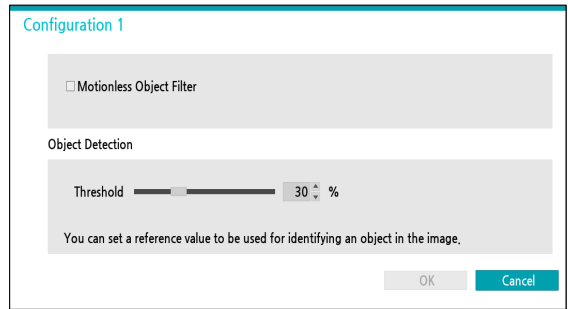 Configuration 1
Motionless Object Filter
Object Detection
Threshold 30 %
You can set a reference value to be used for identifying an object in the image.
OK Cancel